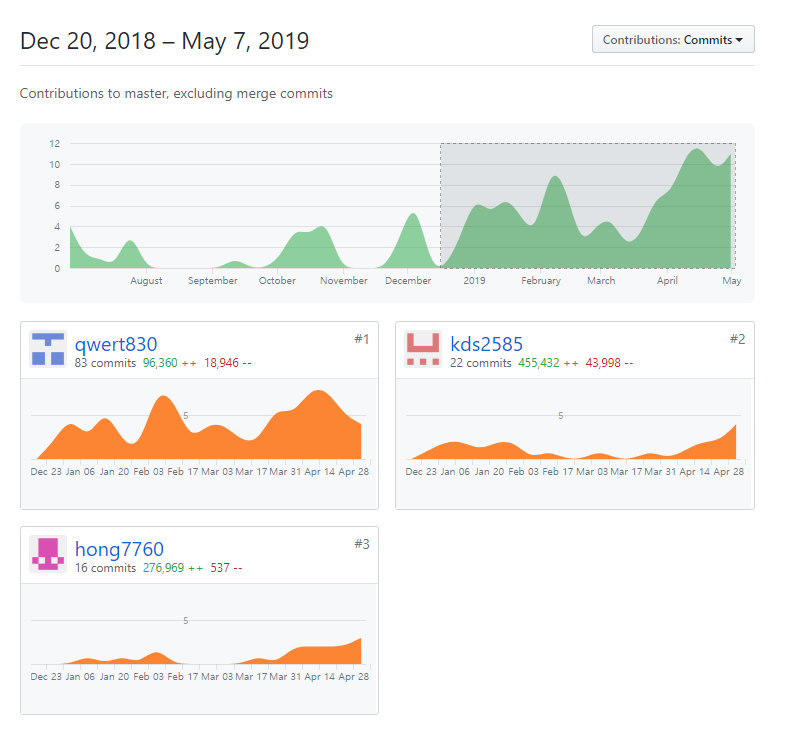 Dec 20, 2018 – May 7, 2019
Contributions: Commits
Contributions to master, excluding merge commits
12
10
8
6
4
2
0
August September October November December 2019 February March April May
qwert830 #1
83 commits 96,360 ++ 18,946 --
5
Dec 23 Jan 06 Jan 20 Feb 03 Feb 17 Mar 03 Mar 17 Mar 31 Apr 14 Apr 28
kds2585 #2
22 commits 455,432 ++ 43,998 --
5
Dec 23 Jan 06 Jan 20 Feb 03 Feb 17 Mar 03 Mar 17 Mar 31 Apr 14 Apr 28
hong7760 #3
16 commits 276,969 ++ 537 --
5
Dec 23 Jan 06 Jan 20 Feb 03 Feb 17 Mar 03 Mar 17 Mar 31 Apr 14 Apr 28